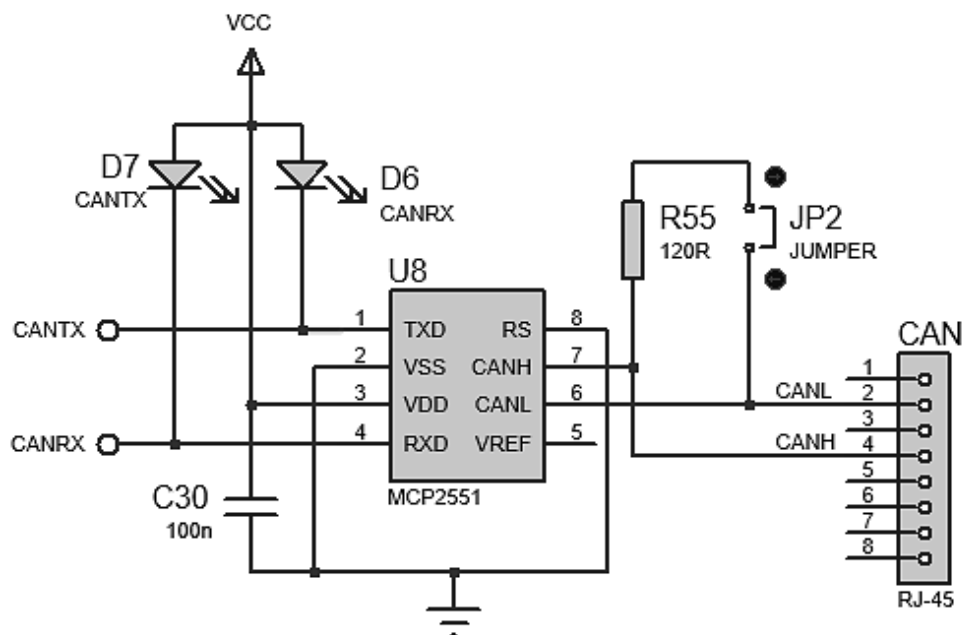 VCC
D7
CANTX
D6
CANRX
R55
120R
JP2
JUMPER
U8
CANTX
1 TXD RS 8
2 VSS CANH 7
3 VDD CANL 6
4 RXD VREF 5
CANRX
MCP2551
C30
100n
CAN
1
CANL 2
3
CANH 4
5
6
7
8
RJ-45